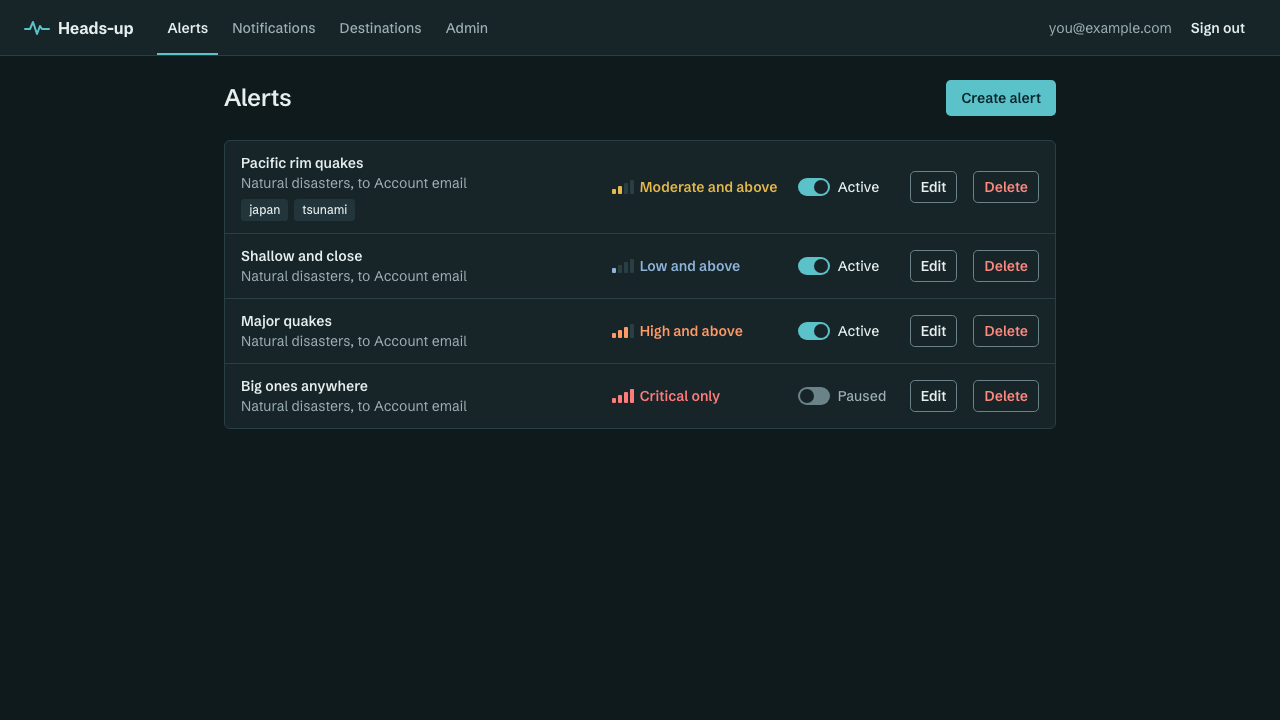 Heads-up Alerts Notifications Destinations Admin you@example.com Sign out
Alerts Create alert
Pacific rim quakes
Natural disasters, to Account email
japan tsunami
Moderate and above Active Edit Delete
Shallow and close
Natural disasters, to Account email
Low and above Active Edit Delete
Major quakes
Natural disasters, to Account email
High and above Active Edit Delete
Big ones anywhere
Natural disasters, to Account email
Critical only Paused Edit Delete